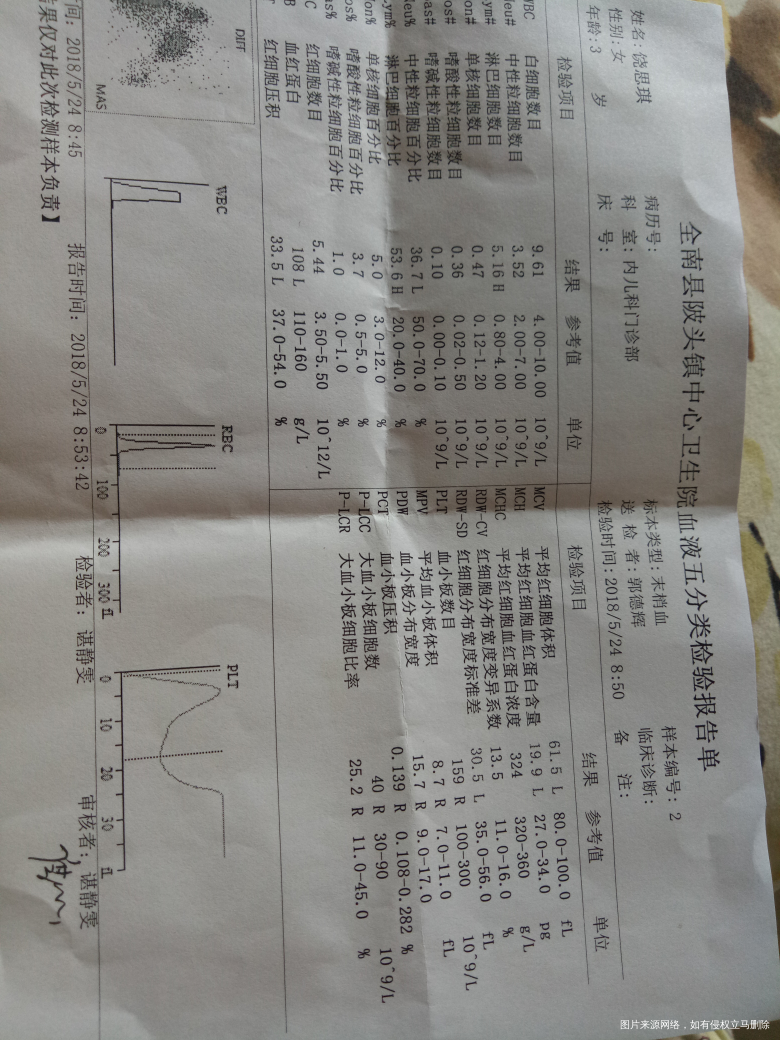 全南县陂头镇中心卫生院血液五分类检验报告单
样本编号: 2
姓名: 饶思琪 病历号: 标本类型: 末梢血 临床诊断:
性别: 女 科 室: 内儿科门诊部 送 检 者: 郭德辉 备 注:
年龄: 3 岁 床 号: 检验时间: 2018/5/24 8:50
检验项目 结果 参考值 单位 检验项目 结果 参考值 单位
WBC 白细胞数目 9.61 4.00-10.00 10^9/L MCV 平均红细胞体积 61.5 L 80.0-100.0 fL
Neu# 中性粒细胞数目 3.52 2.00-7.00 10^9/L MCH 平均红细胞血红蛋白含量 19.9 L 27.0-34.0 pg
Lym# 淋巴细胞数目 5.16 H 0.80-4.00 10^9/L MCHC 平均红细胞血红蛋白浓度 324 320-360 g/L
on# 单核细胞数目 0.47 0.12-1.20 10^9/L RDW-CV 红细胞分布宽度变异系数 13.5 11.0-16.0 %
os# 嗜酸性粒细胞数目 0.36 0.02-0.50 10^9/L RDW-SD 红细胞分布宽度标准差 30.5 L 35.0-56.0 fL
as# 嗜碱性粒细胞数目 0.10 0.00-0.10 10^9/L PLT 血小板数目 159 R 100-300 10^9/L
eu% 中性粒细胞百分比 36.7 L 50.0-70.0 % MPV 平均血小板体积 8.7 R 7.0-11.0 fL
ym% 淋巴细胞百分比 53.6 H 20.0-40.0 % PDW 血小板分布宽度 15.7 R 9.0-17.0
on% 单核细胞百分比 5.0 3.0-12.0 % PCT 血小板压积 0.139 R 0.108-0.282 %
os% 嗜酸性粒细胞百分比 3.7 0.5-5.0 % P-LCC 大血小板细胞数 40 R 30-90 10^9/L
as% 嗜碱性粒细胞百分比 1.0 0.0-1.0 % P-LCR 大血小板细胞比率 25.2 R 11.0-45.0 %
C 红细胞数目 5.44 3.50-5.50 10^12/L
B 血红蛋白 108 L 110-160 g/L
T 红细胞压积 33.5 L 37.0-54.0 %
DIFF WBC RBC PLT
MAS 0 100 200 300 fl 0 10 20 30 fl
间: 2018/5/24 8:45 报告时间: 2018/5/24 8:53:42 检验者: 谌静雯 审核者: 谌静雯
结果仅对此次检测样本负责】
图片来源网络，如有侵权立马删除